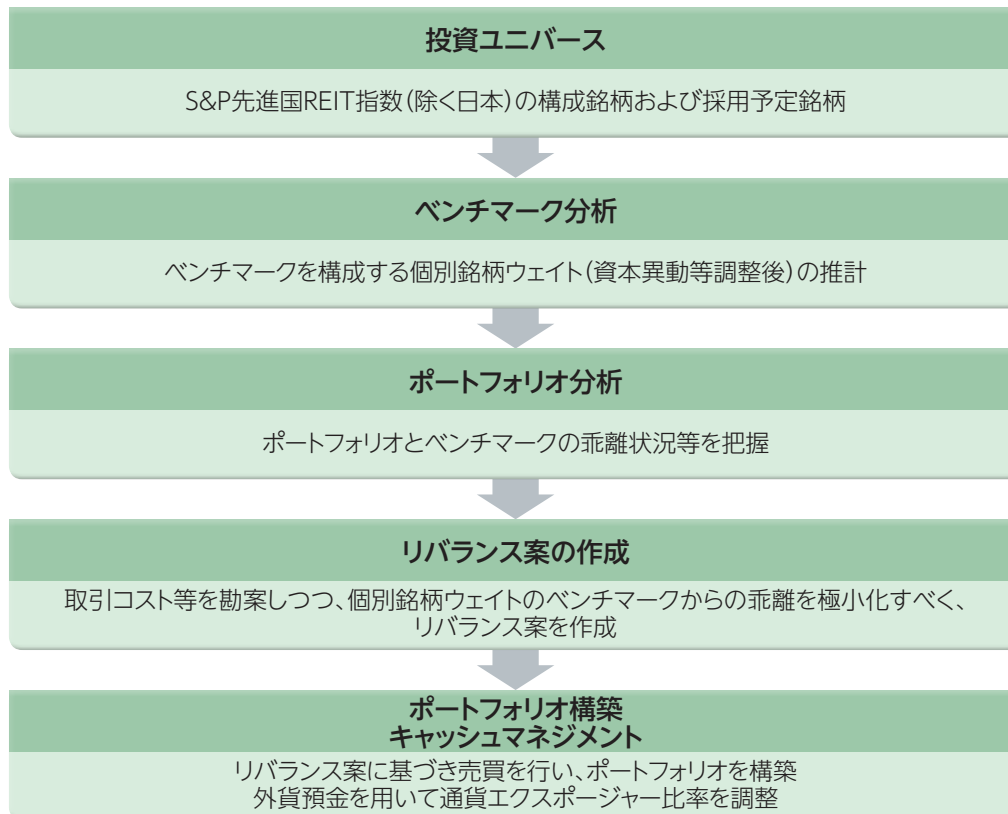 投資ユニバース
S&P先進国REIT指数(除く日本)の構成銘柄および採用予定銘柄
ベンチマーク分析
ベンチマークを構成する個別銘柄ウェイト(資本異動等調整後)の推計
ポートフォリオ分析
ポートフォリオとベンチマークの乖離状況等を把握
リバランス案の作成
取引コスト等を勘案しつつ、個別銘柄ウェイトのベンチマークからの乖離を極小化すべく、
リバランス案を作成
ポートフォリオ構築
キャッシュマネジメント
リバランス案に基づき売買を行い、ポートフォリオを構築
外貨預金を用いて通貨エクスポージャー比率を調整